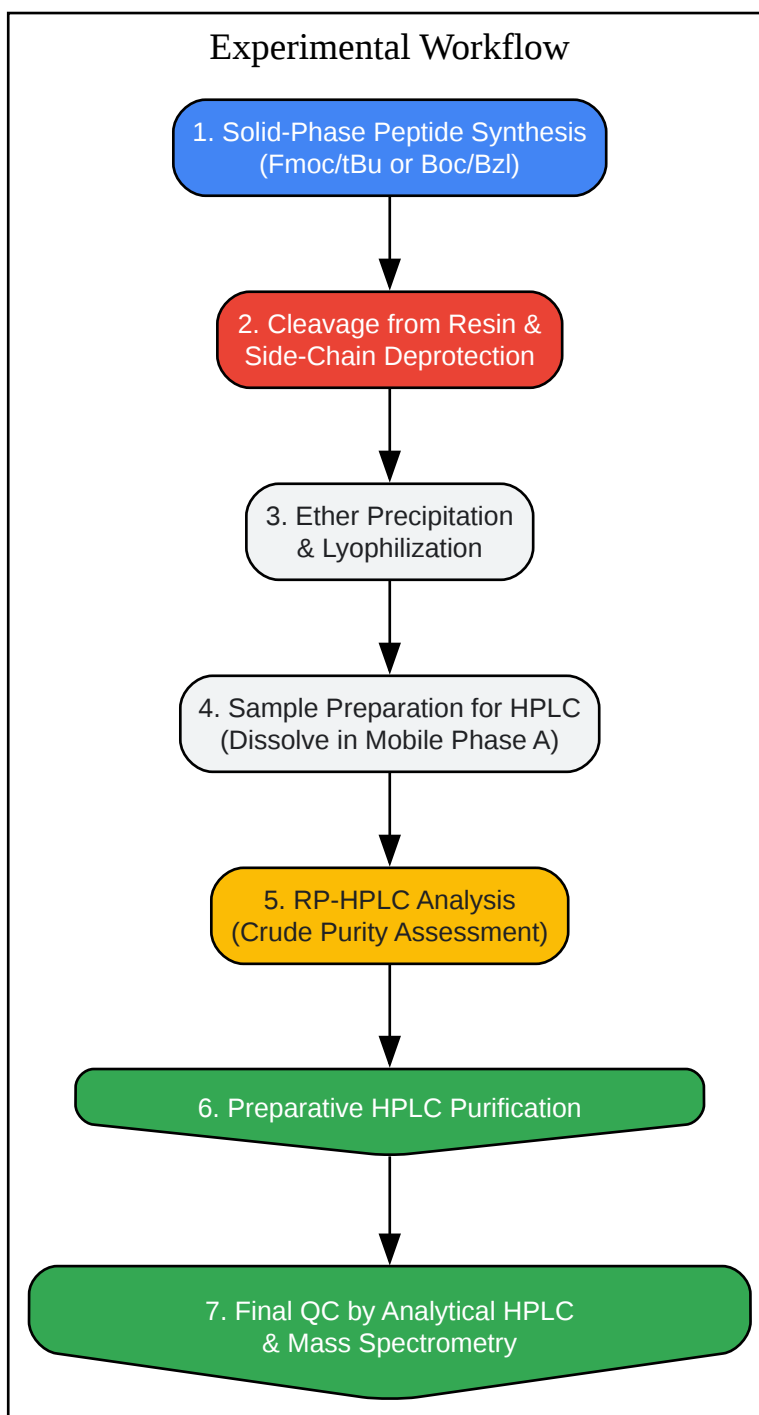 Experimental Workflow
1. Solid-Phase Peptide Synthesis
(Fmoc/tBu or Boc/Bzl)
2. Cleavage from Resin &
Side-Chain Deprotection
3. Ether Precipitation
& Lyophilization
4. Sample Preparation for HPLC
(Dissolve in Mobile Phase A)
5. RP-HPLC Analysis
(Crude Purity Assessment)
6. Preparative HPLC Purification
7. Final QC by Analytical HPLC
& Mass Spectrometry